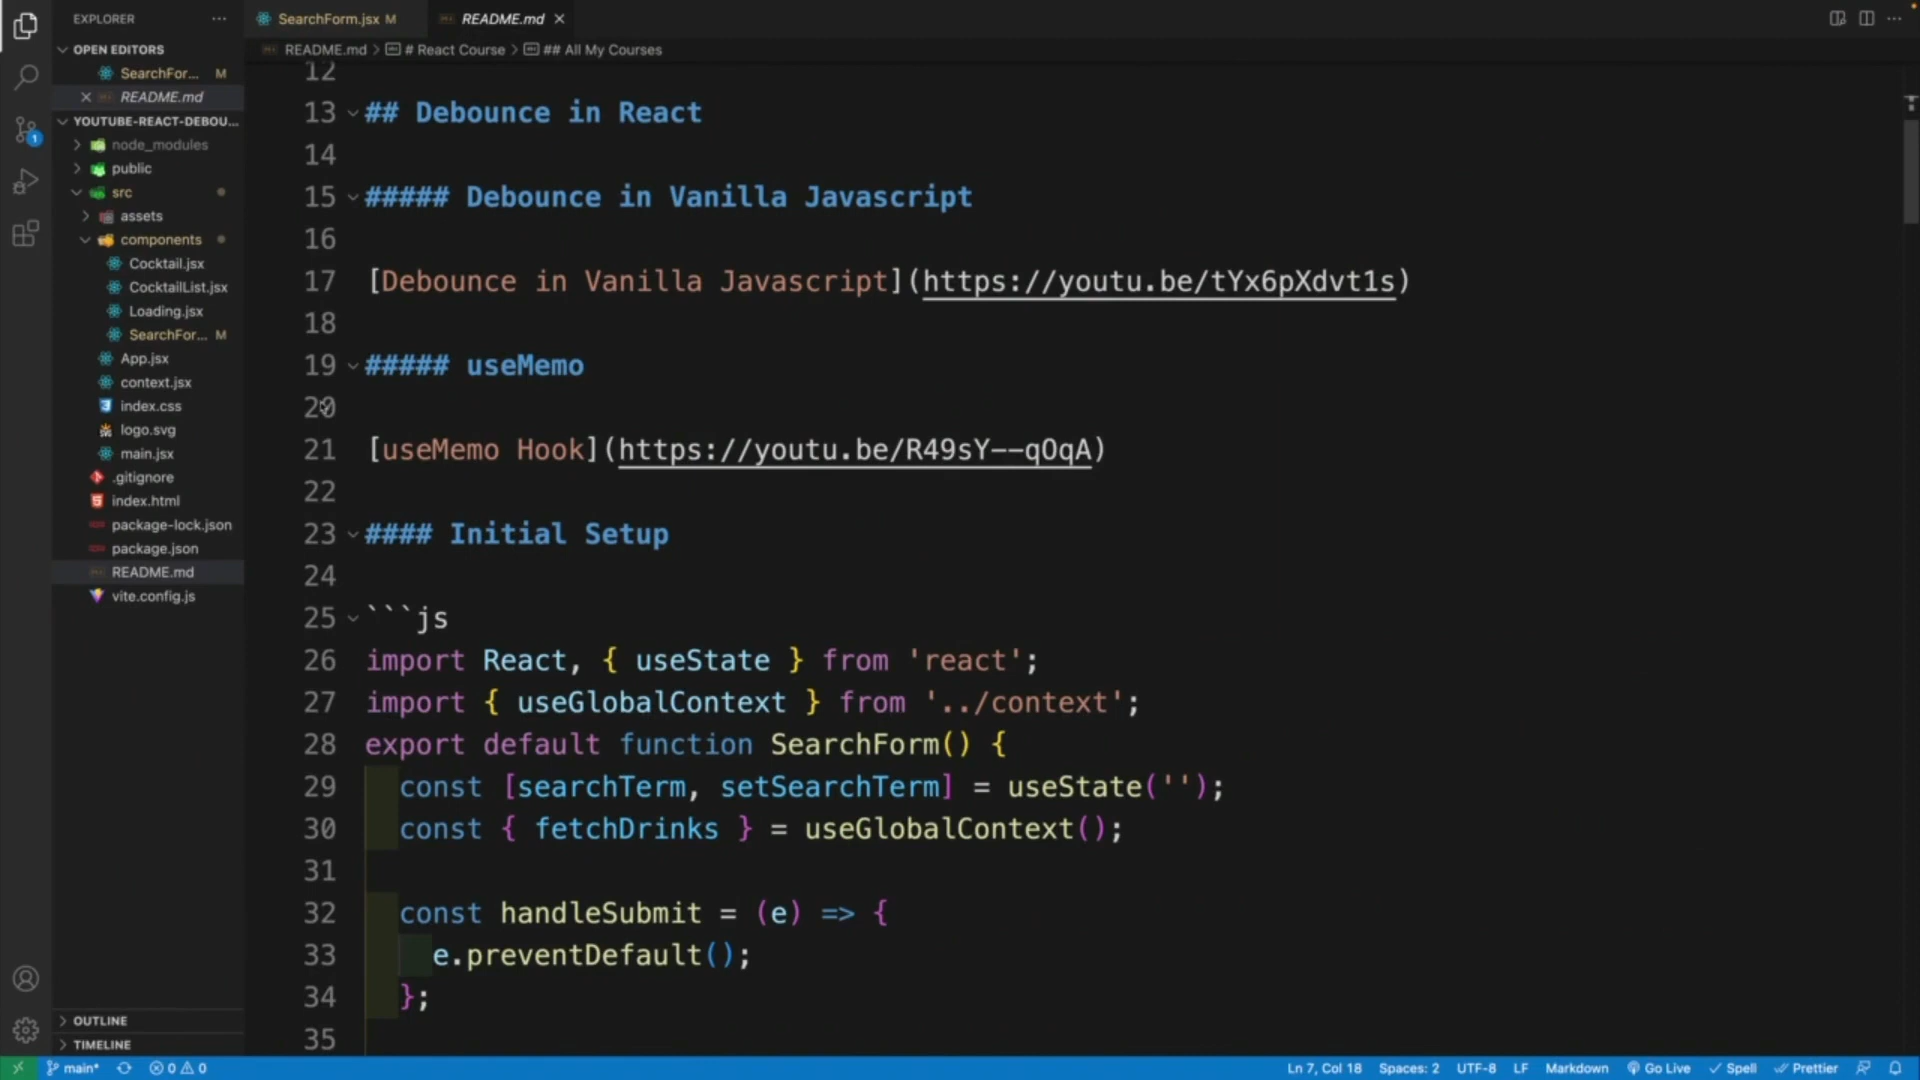 EXPLORER
SearchForm.jsx M
README.md
OPEN EDITORS
README.md > # React Course > ## All My Courses
SearchFor... M
README.md
YOUTUBE-REACT-DEBOU...
node_modules
public
src
assets
components
Cocktail.jsx
CocktailList.jsx
Loading.jsx
SearchFor... M
App.jsx
context.jsx
index.css
logo.svg
main.jsx
.gitignore
index.html
package-lock.json
package.json
README.md
vite.config.js
OUTLINE
TIMELINE
1
12
13 ## Debounce in React
14
15 ##### Debounce in Vanilla Javascript
16
17 [Debounce in Vanilla Javascript](https://youtu.be/tYx6pXdvt1s)
18
19 ##### useMemo
20
21 [useMemo Hook](https://youtu.be/R49sY--qOqA)
22
23 #### Initial Setup
24
25 ```js
26 import React, { useState } from 'react';
27 import { useGlobalContext } from '../context';
28 export default function SearchForm() {
29 const [searchTerm, setSearchTerm] = useState('');
30 const { fetchDrinks } = useGlobalContext();
31
32 const handleSubmit = (e) => {
33 e.preventDefault();
34 };
35
main* 0 0 Ln 7, Col 18 Spaces: 2 UTF-8 LF Markdown Go Live Spell Prettier